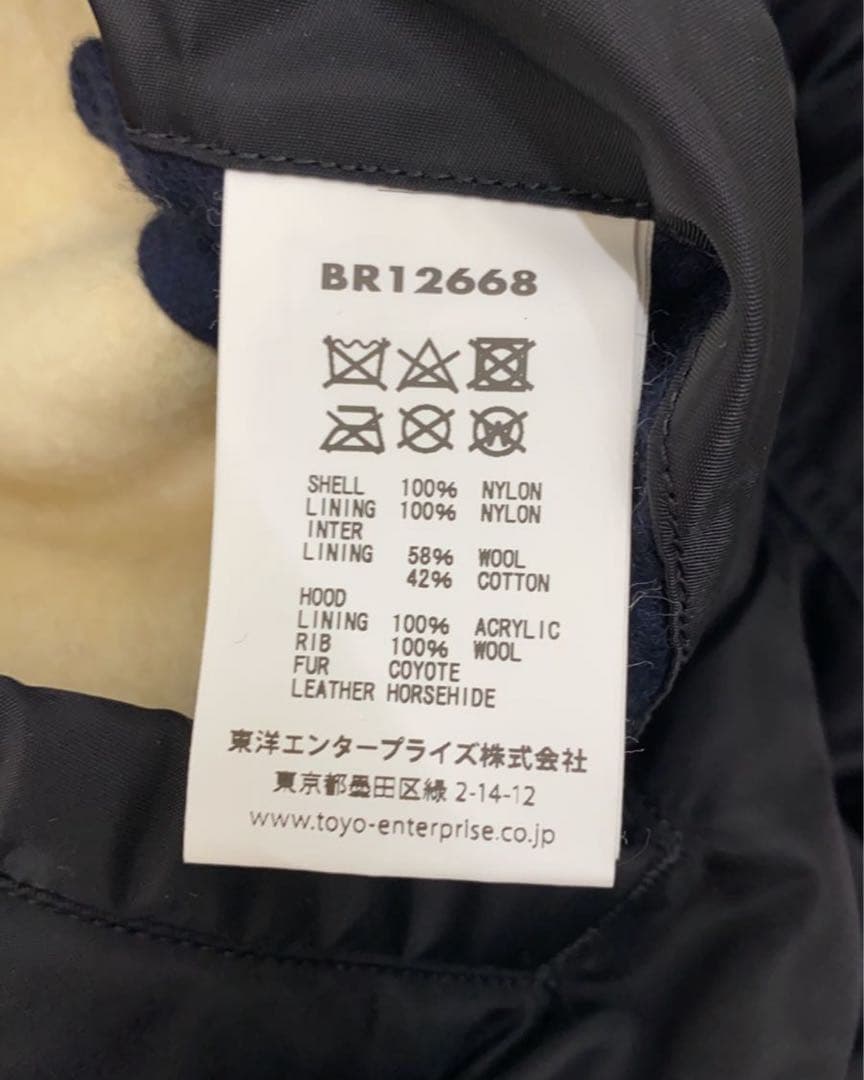 BR12668
W
SHELL 100% NYLON
LINING 100% NYLON
INTER
LINING 58% WOOL
42% COTTON
HOOD
LINING 100% ACRYLIC
RIB 100% WOOL
FUR COYOTE
LEATHER HORSEHIDE
東洋エンタープライズ株式会社
東京都墨田区緑 2-14-12
www.toyo-enterprise.co.jp